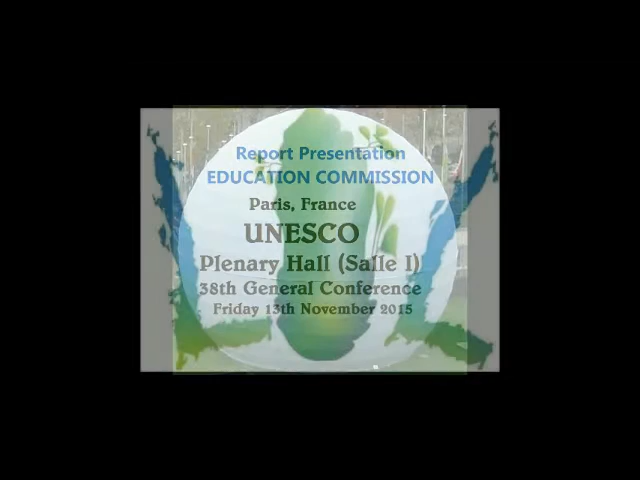 Report Presentation
EDUCATION COMMISSION
Paris, France
UNESCO
Plenary Hall (Salle I)
38th General Conference
Friday 13th November 2015